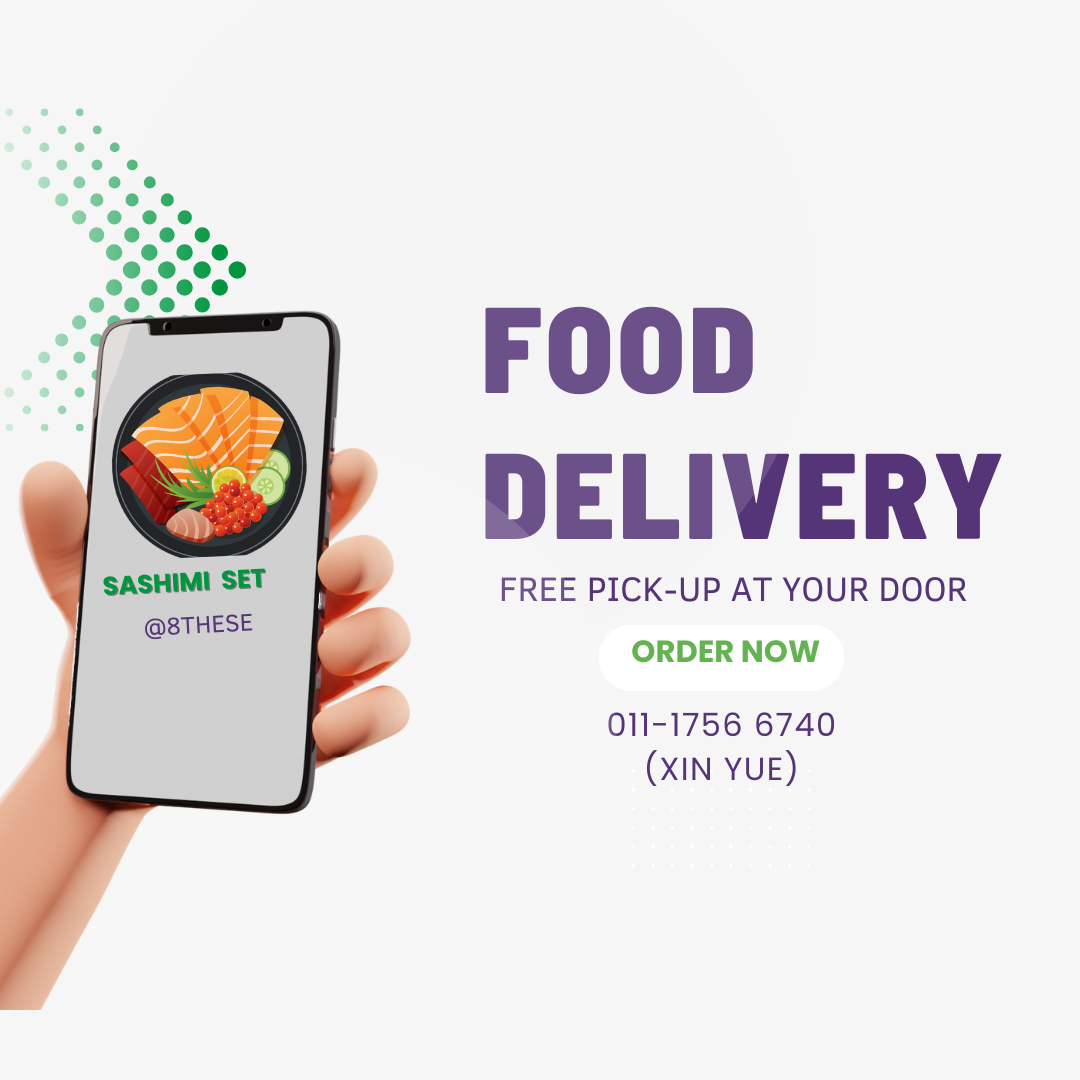 SASHIMI SET
@8THESE
FOOD
DELIVERY
FREE PICK-UP AT YOUR DOOR
ORDER NOW
011-1756 6740
(XIN YUE)